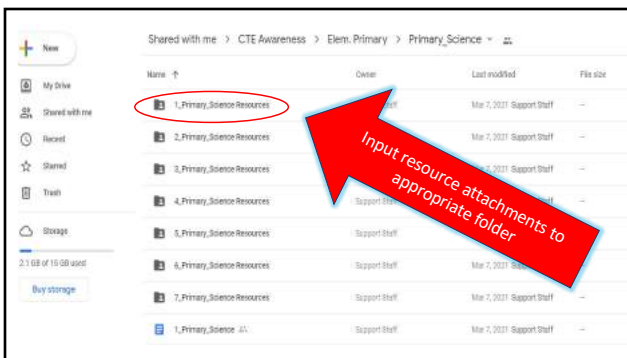 Shared with me > CTE Awareness > Elem. Primary > Primary_Science
New
Name ↑ Owner Last modified File size
My Drive
1_Primary_Science Resources Mar 7, 2021 Support Staff —
Shared with me
2_Primary_Science Resources Mar 7, 2021 Support Staff —
Recent
3_Primary_Science Resources 7, 2021 Support Staff —
Starred
Trash
4_Primary_Science Resources Support Staff —
Storage
5_Primary_Science Resources Support Staff —
2.1 GB of 15 GB used
6_Primary_Science Resources Support Staff Mar 7, 2021 —
Buy storage
7_Primary_Science Resources Support Staff Mar 7, 2021 Support Staff —
1_Primary_Science Support Staff Mar 7, 2021 Support Staff —
Input resource attachments to
appropriate folder